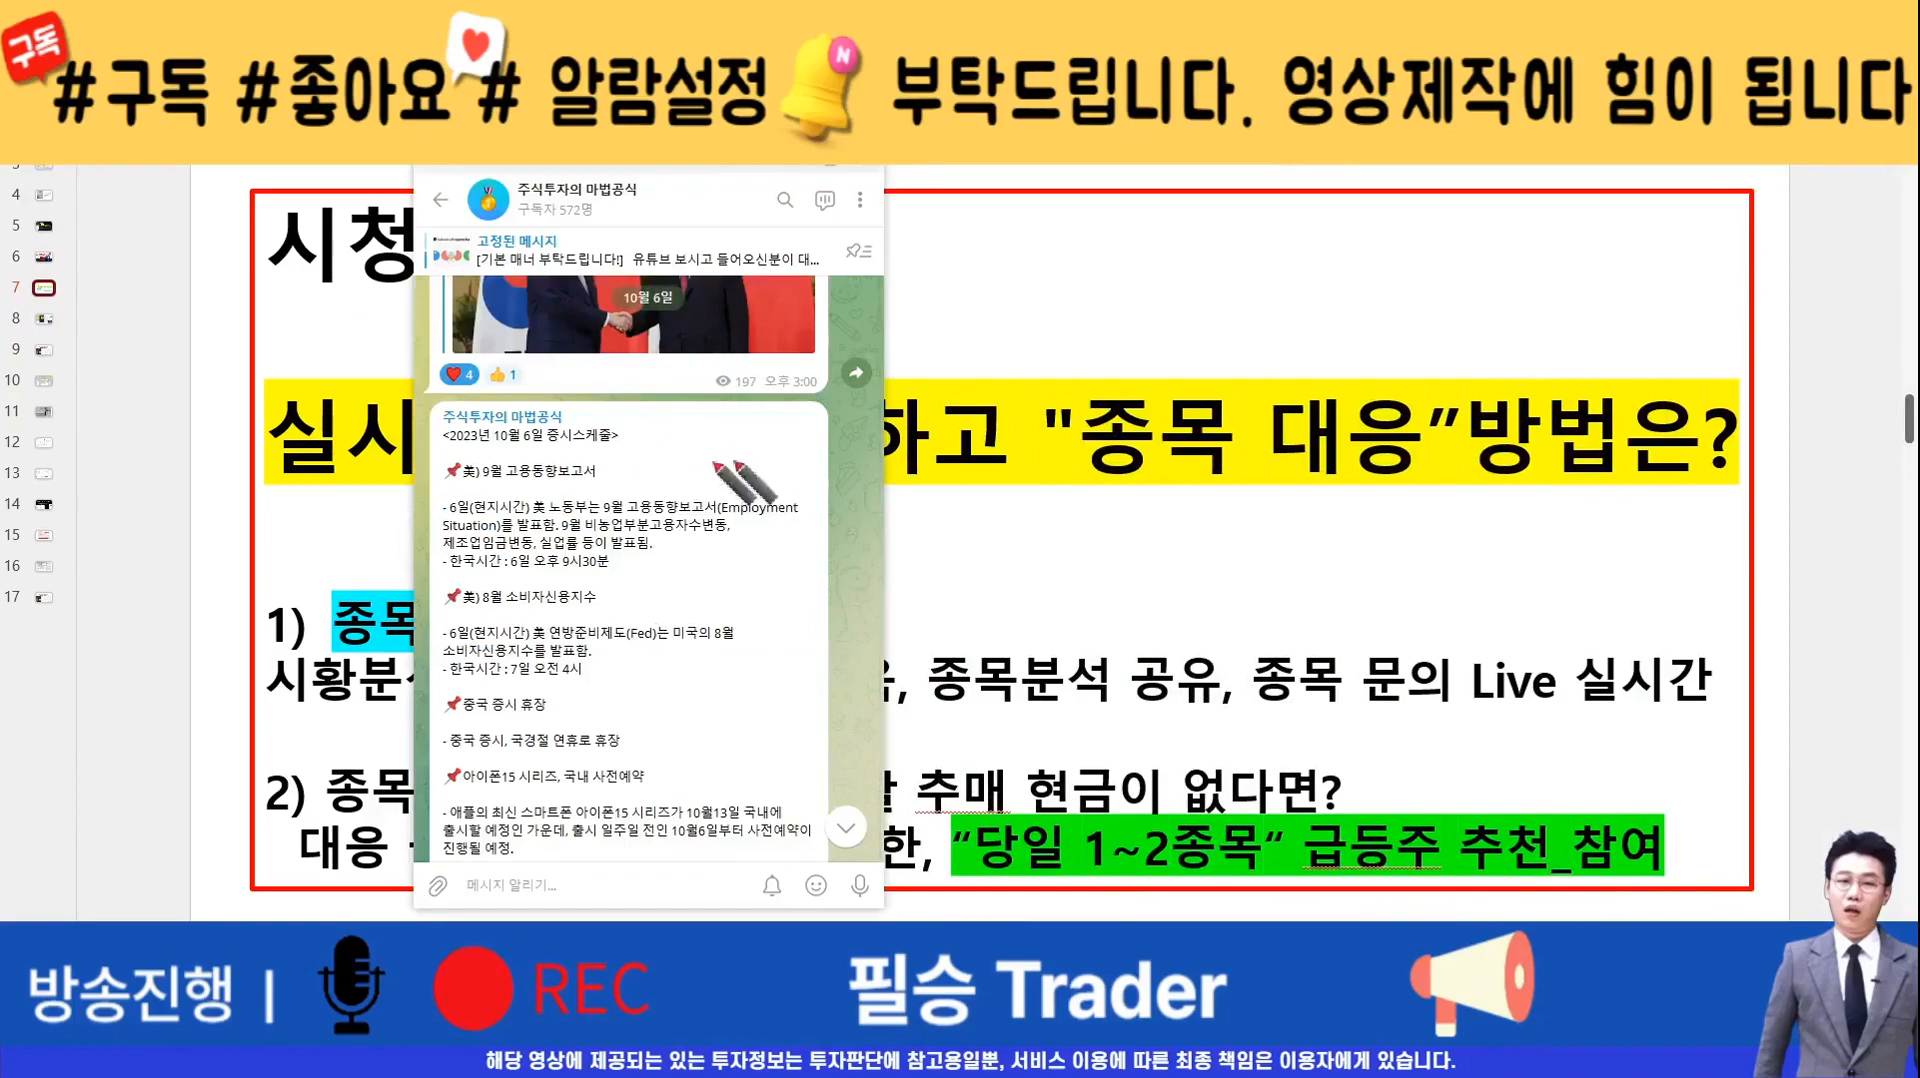 구독
#구독 #좋아요 # 알람설정 N 부탁드립니다. 영상제작에 힘이 됩니다
4
5
6
7
8
9
10
11
12
13
14
15
16
17
시청
실시
하고 "종목 대응”방법은?
1) 종목
시황분
, 종목분석 공유, 종목 문의 Live 실시간
2) 종목
추매 현금이 없다면?
대응
한, “당일 1~2종목“ 급등주 추천_참여
주식투자의 마법공식
구독자 572명
고정된 메시지
[기본 매너 부탁드립니다!] 유튜브 보시고 들어오신분이 대...
10월 6일
4 1
197 오후 3:00
주식투자의 마법공식
<2023년 10월 6일 증시스케줄>
美) 9월 고용동향보고서
- 6일(현지시간) 美 노동부는 9월 고용동향보고서(Employment
Situation)를 발표함. 9월 비농업부분고용자수변동,
제조업임금변동, 실업률 등이 발표됨.
- 한국시간 : 6일 오후 9시30분
美) 8월 소비자신용지수
- 6일(현지시간) 美 연방준비제도(Fed)는 미국의 8월
소비자신용지수를 발표함.
- 한국시간 : 7일 오전 4시
중국 증시 휴장
- 중국 증시, 국경절 연휴로 휴장
아이폰15 시리즈, 국내 사전예약
- 애플의 최신 스마트폰 아이폰15 시리즈가 10월13일 국내에
출시할 예정인 가운데, 출시 일주일 전인 10월6일부터 사전예약이
진행될 예정.
메시지 알리기...
방송진행 | REC 필승 Trader
해당 영상에 제공되는 있는 투자정보는 투자판단에 참고용일뿐, 서비스 이용에 따른 최종 책임은 이용자에게 있습니다.